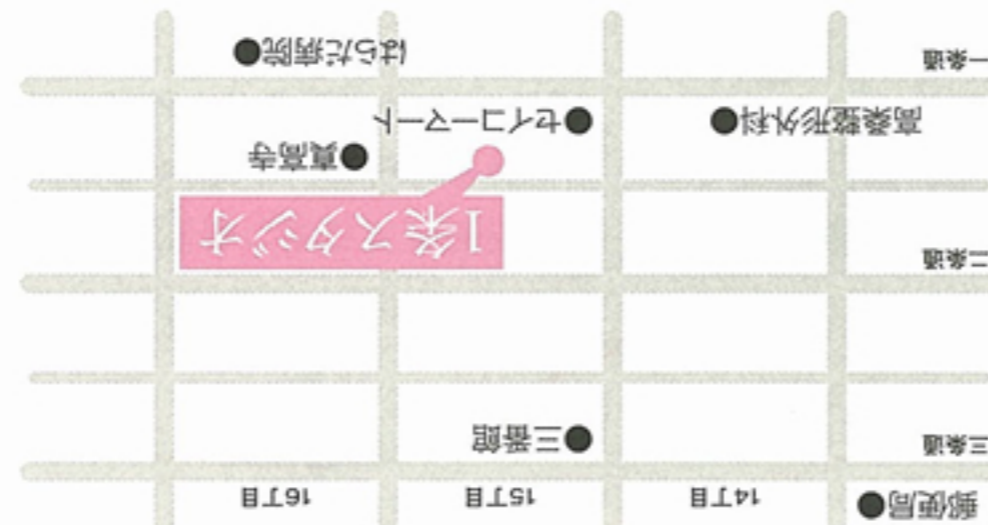 郵便局
14丁目
15丁目
16丁目
三条通
三番館
二条通
1条スタジオ
真高寺
高桑整形外科
セイコーマート
一条通
はらだ病院